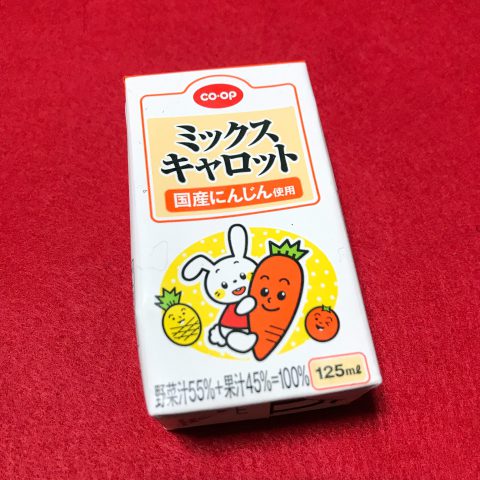 CO・OP
ミックス
キャロット
国産にんじん使用
野菜汁55%+果汁45%=100%
125ml